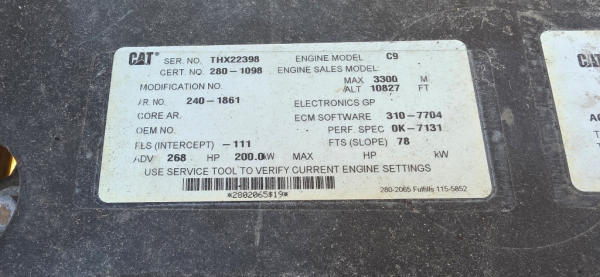 CAT SER. NO. THX22398 ENGINE MODEL C9
CERT. NO. 280-1098 ENGINE SALES MODEL
MODIFICATION NO. MAX 3300 M
ALT 10827 FT
/R NO. 240-1861 ELECTRONICS GP
CORE AR. ECM SOFTWARE 310-7704
OEM NO. PERF. SPEC 0K-7131
FLS (INTERCEPT) -111 FTS (SLOPE) 78
ADV 268 HP 200.0 kW MAX HP kW
USE SERVICE TOOL TO VERIFY CURRENT ENGINE SETTINGS
*2802065$19*
280-2065 Fulfills 115-5852
CAT